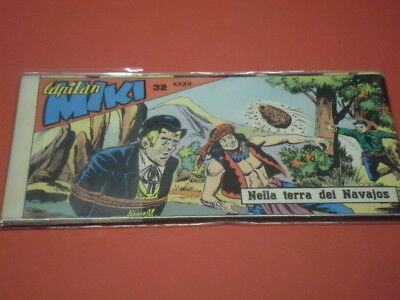 Capitan
MIKI
32 XXXII
Nella terra dei Navajos